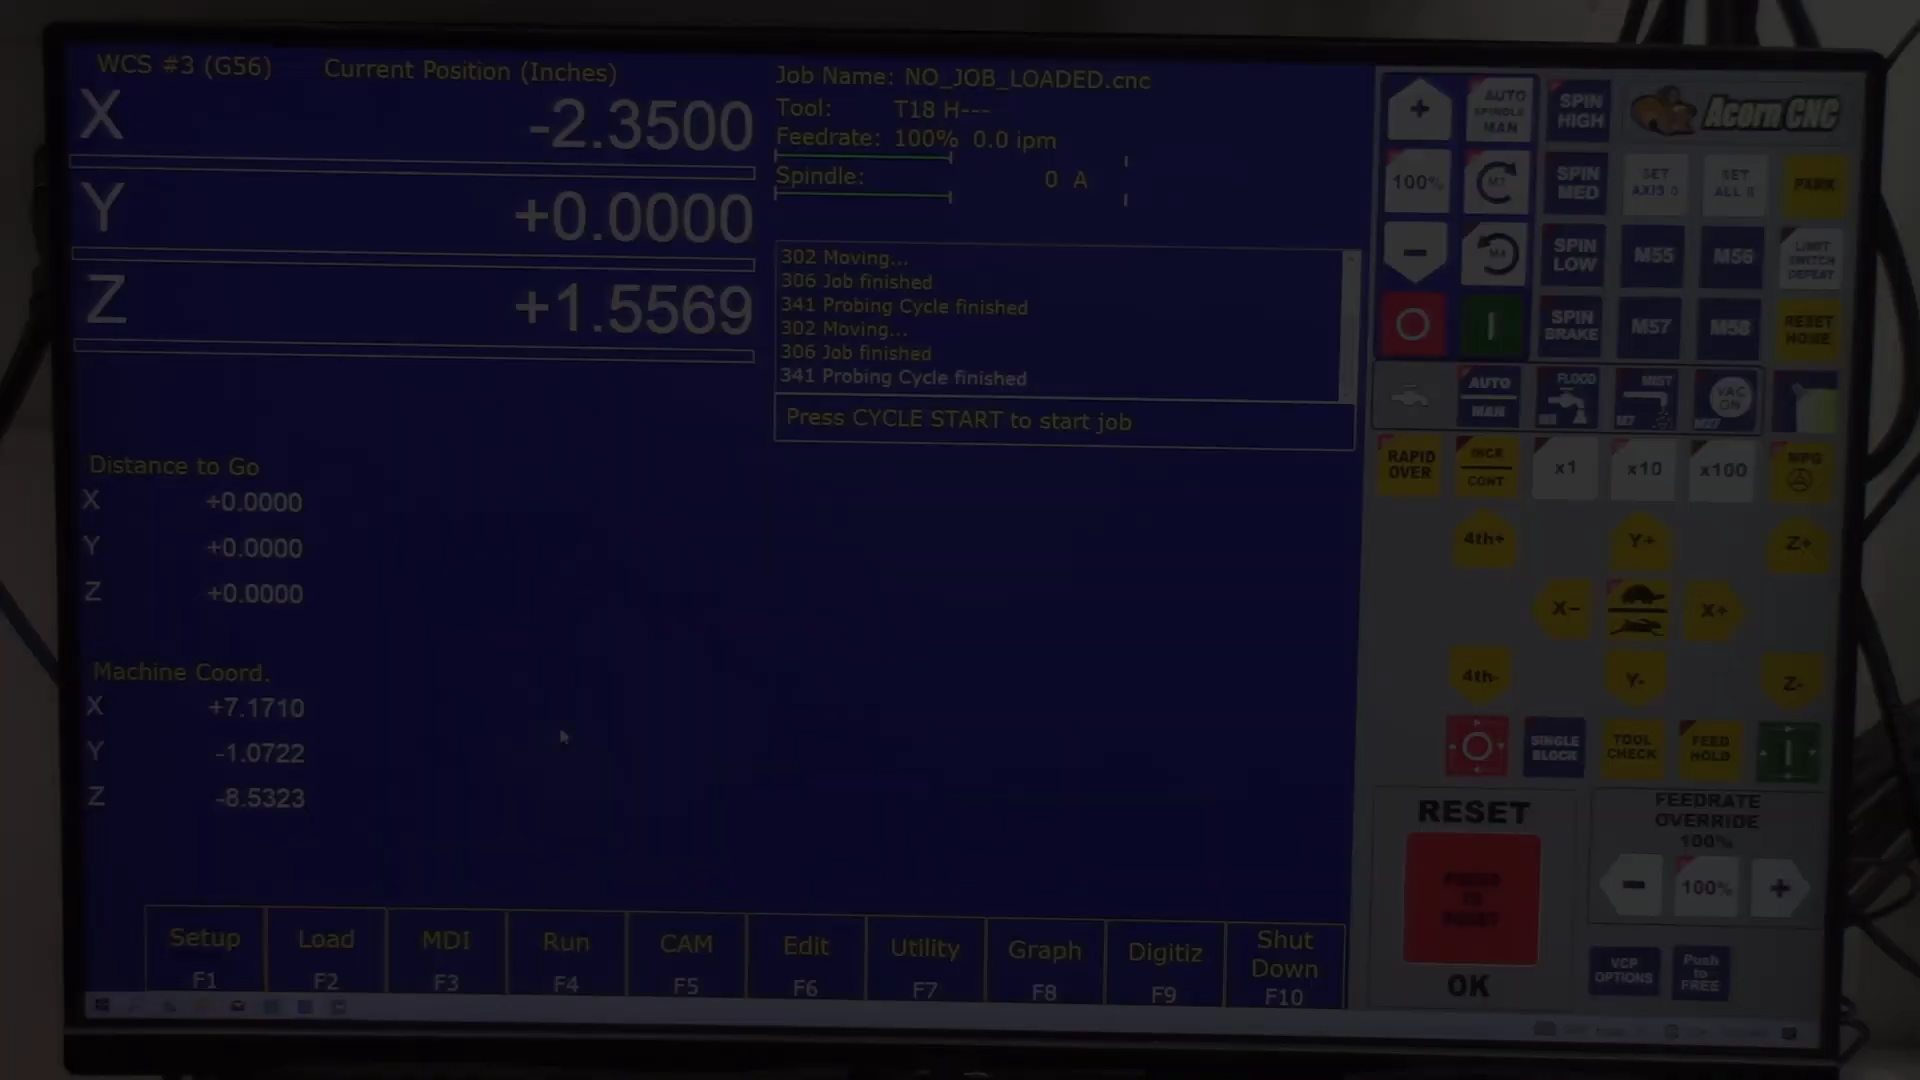 WCS #3 (G56)
Current Position (Inches)
X -2.3500
Y +0.0000
Z +1.5569
Job Name: NO_JOB_LOADED.cnc
Tool: T18 H---
Feedrate: 100% 0.0 ipm
Spindle: 0 A
302 Moving...
306 Job finished
341 Probing Cycle finished
302 Moving...
306 Job finished
341 Probing Cycle finished
Press CYCLE START to start job
Distance to Go
X +0.0000
Y +0.0000
Z +0.0000
Machine Coord.
X +7.1710
Y -1.0722
Z -8.5323
Setup F1
Load F2
MDI F3
Run F4
CAM F5
Edit F6
Utility F7
Graph F8
Digitiz F9
Shut Down F10
+
AUTO SPINDLE MAN
SPIN HIGH
Acorn CNC
100%
M3
SPIN MED
SET AXIS 0
SET ALL 0
PARK
-
M4
SPIN LOW
M55
M56
LIMIT SWITCH DEFEAT
SPIN BRAKE
M57
M58
RESET HOME
AUTO MAN
FLOOD M8
MIST M7
VAC ON M27
RAPID OVER
INCR CONT
x1
x10
x100
MPG
4th+
Y+
Z+
X-
X+
4th-
Y-
Z-
SINGLE BLOCK
TOOL CHECK
FEED HOLD
RESET
FEEDRATE OVERRIDE
100%
-
100%
+
PRESS TO RESET
OK
VCP OPTIONS
Push to FREE